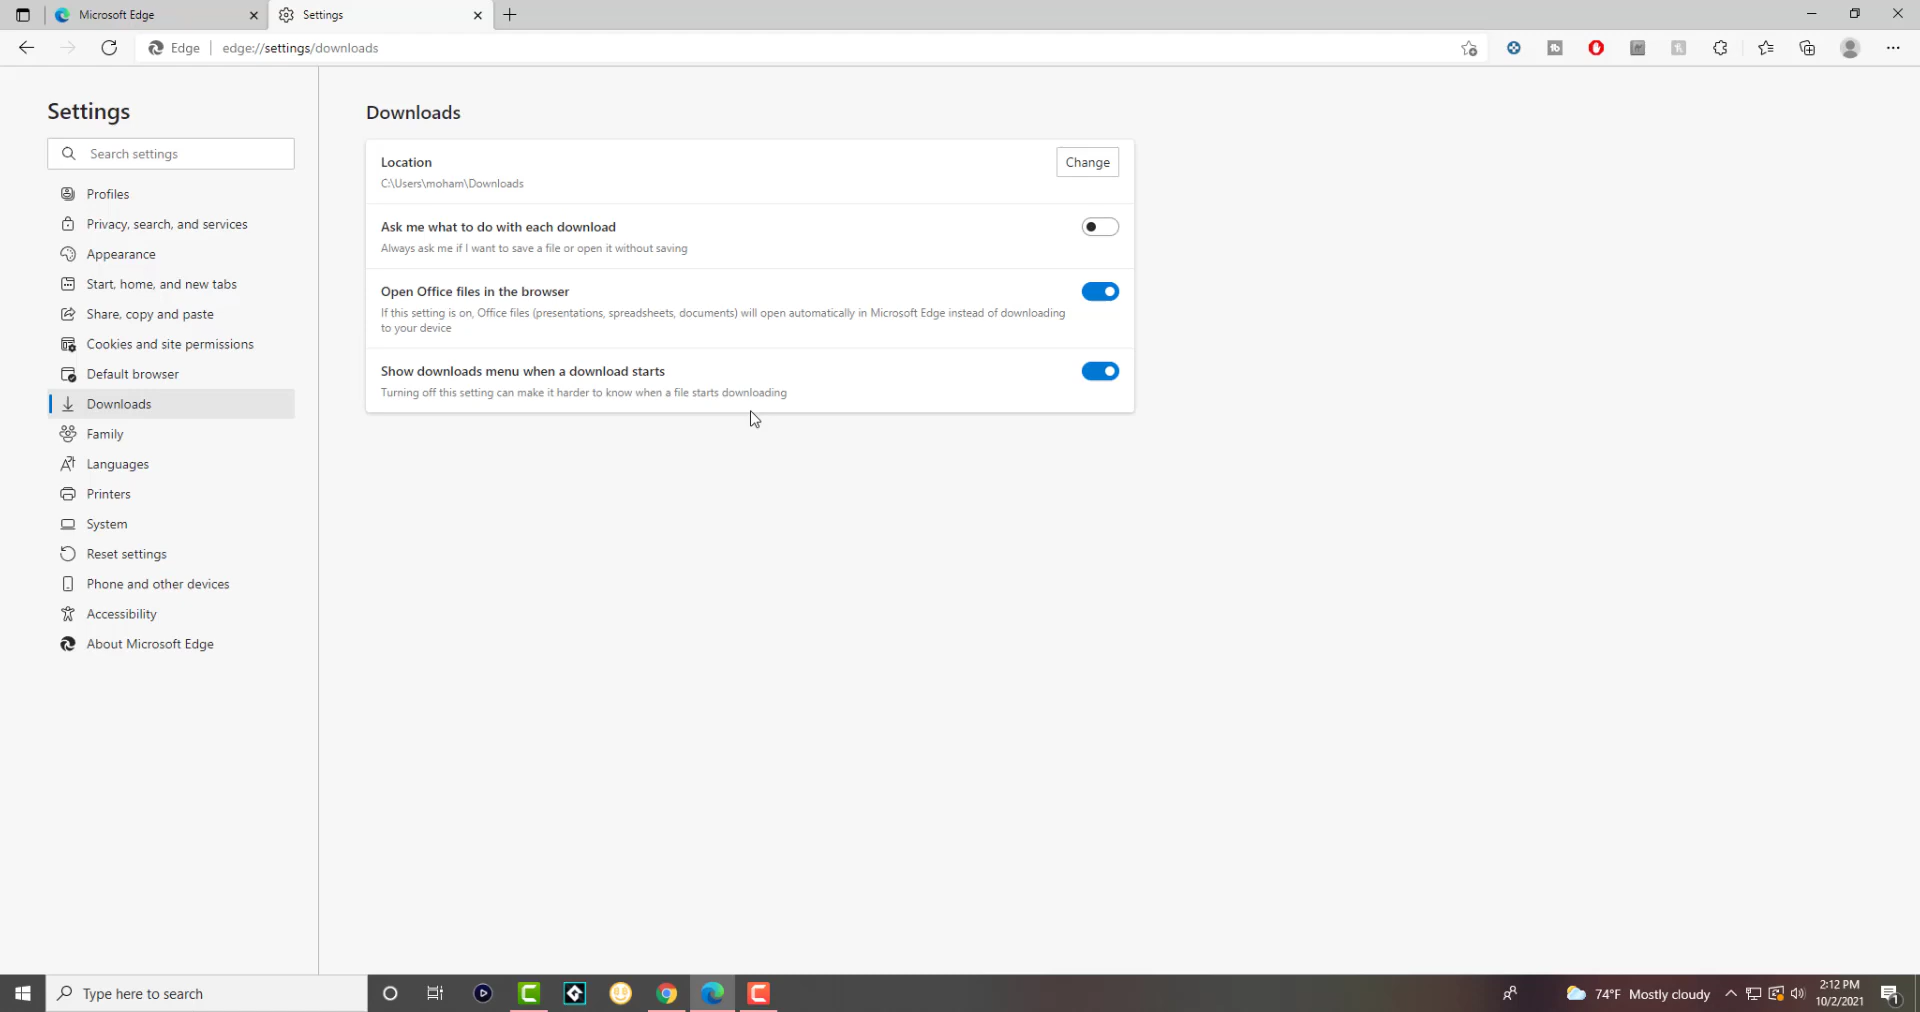 Microsoft Edge
Settings
Edge
edge://settings/downloads
Settings
Search settings
Profiles
Privacy, search, and services
Appearance
Start, home, and new tabs
Share, copy and paste
Cookies and site permissions
Default browser
Downloads
Family
Languages
Printers
System
Reset settings
Phone and other devices
Accessibility
About Microsoft Edge
Downloads
Location
Change
C:\Users\moham\Downloads
Ask me what to do with each download
Always ask me if I want to save a file or open it without saving
Open Office files in the browser
If this setting is on, Office files (presentations, spreadsheets, documents) will open automatically in Microsoft Edge instead of downloading
to your device
Show downloads menu when a download starts
Turning off this setting can make it harder to know when a file starts downloading
Type here to search
74°F Mostly cloudy
2:12 PM
10/2/2021
1